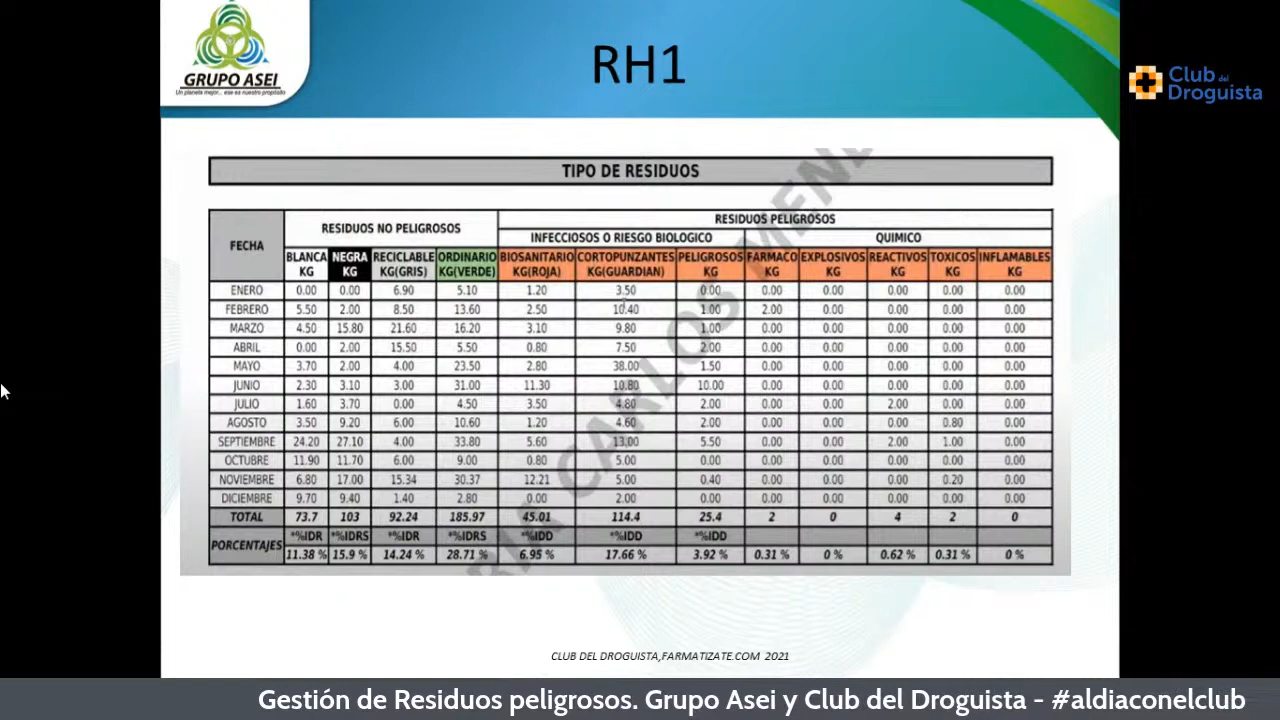 GRUPO ASEI
Un planeta mejor... ese es nuestro propósito
RH1
Club del
Droguista
TIPO DE RESIDUOS
FECHA RESIDUOS NO PELIGROSOS RESIDUOS PELIGROSOS
INFECCIOSOS O RIESGO BIOLOGICO QUIMICO
BLANCA KG NEGRA KG RECICLABLE KG(GRIS) ORDINARIO KG(VERDE) BIOSANITARIO KG(ROJA) CORTOPUNZANTES KG(GUARDIAN) PELIGROSOS KG FARMACO KG EXPLOSIVOS KG REACTIVOS KG TOXICOS KG INFLAMABLES KG
ENERO 0.00 0.00 6.90 5.10 1.20 3.50 0.00 0.00 0.00 0.00 0.00 0.00
FEBRERO 5.50 2.00 8.50 13.60 2.50 10.40 1.00 2.00 0.00 0.00 0.00 0.00
MARZO 4.50 15.80 21.60 16.20 3.10 9.80 1.00 0.00 0.00 0.00 0.00 0.00
ABRIL 0.00 2.00 15.50 5.50 0.80 7.50 2.00 0.00 0.00 0.00 0.00 0.00
MAYO 3.70 2.00 4.00 23.50 2.80 38.00 1.50 0.00 0.00 0.00 0.00 0.00
JUNIO 2.30 3.10 3.00 31.00 11.30 10.80 10.00 0.00 0.00 0.00 0.00 0.00
JULIO 1.60 3.70 0.00 4.50 3.50 4.80 2.00 0.00 0.00 2.00 0.00 0.00
AGOSTO 3.50 9.20 6.00 10.60 1.20 4.60 2.00 0.00 0.00 0.00 0.80 0.00
SEPTIEMBRE 24.20 27.10 4.00 33.80 5.60 13.00 5.50 0.00 0.00 2.00 1.00 0.00
OCTUBRE 11.90 11.70 6.00 9.00 0.80 5.00 0.00 0.00 0.00 0.00 0.00 0.00
NOVIEMBRE 6.80 17.00 15.34 30.37 12.21 5.00 0.40 0.00 0.00 0.00 0.20 0.00
DICIEMBRE 9.70 9.40 1.40 2.80 0.00 2.00 0.00 0.00 0.00 0.00 0.00 0.00
TOTAL 73.7 103 92.24 185.97 45.01 114.4 25.4 2 0 4 2 0
PORCENTAJES *%IDR *%IDRS *%IDR *%IDRS *%IDD *%IDD *%IDD
11.38 % 15.9 % 14.24 % 28.71 % 6.95 % 17.66 % 3.92 % 0.31 % 0 % 0.62 % 0.31 % 0 %
CARLOS
CLUB DEL DROGUISTA,FARMATIZATE.COM 2021
Gestión de Residuos peligrosos. Grupo Asei y Club del Droguista - #aldiaconelclub